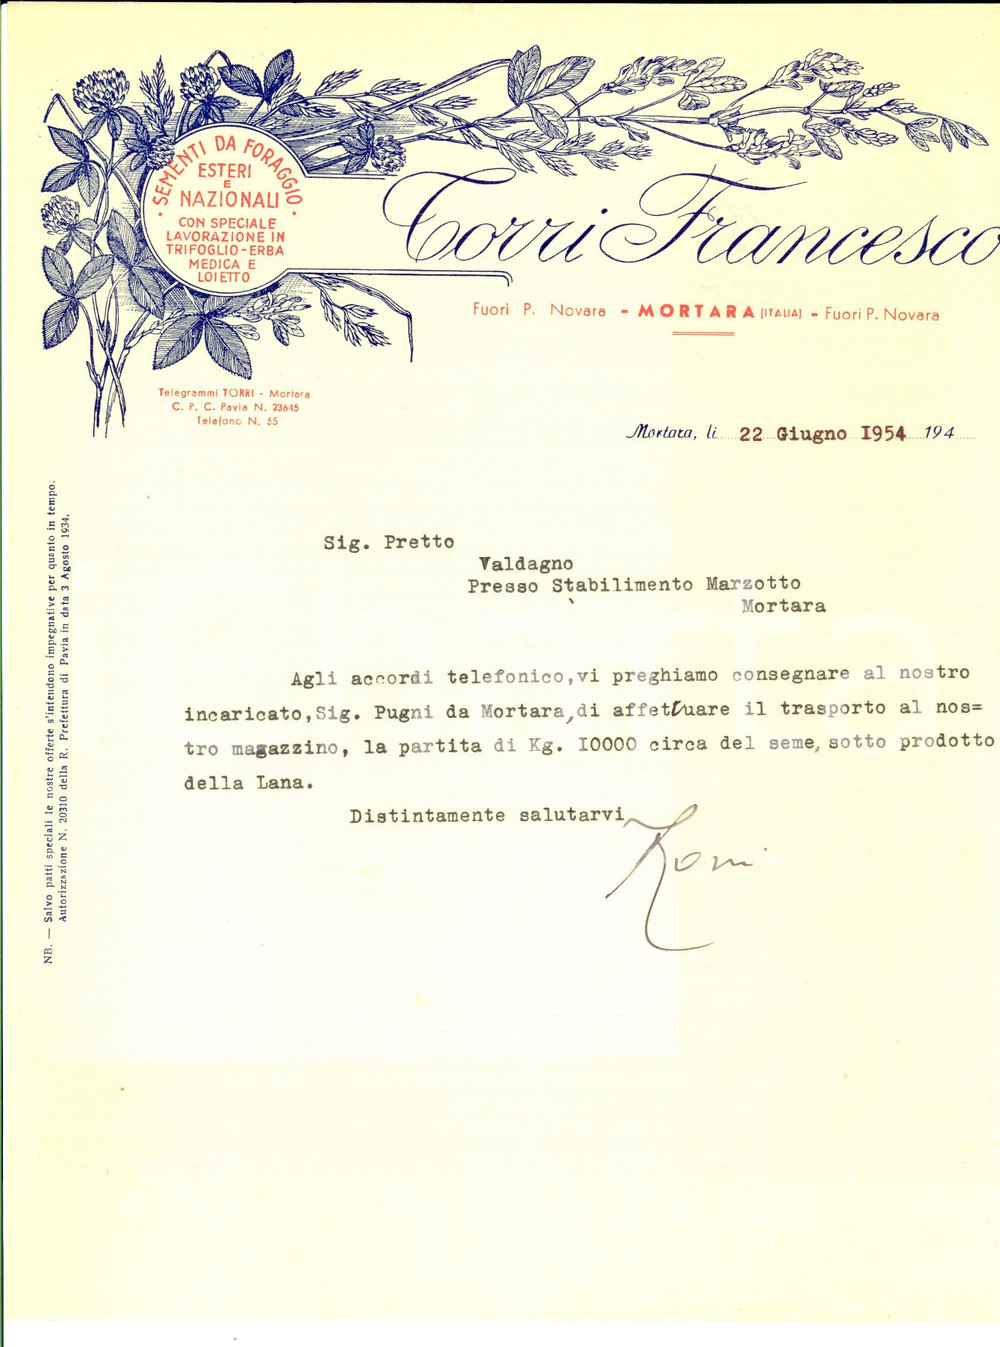 · SEMENTI DA FORAGGIO ·
ESTERI
E
NAZIONALI
CON SPECIALE
LAVORAZIONE IN
TRIFOGLIO - ERBA
MEDICA E
LOIETTO
Torri Francesco
Fuori P. Novara - MORTARA (ITALIA) - Fuori P. Novara
Telegrammi TORRI - Mortara
C. P. C. Pavia N. 23645
Telefono N. 55
Mortara, li 22 Giugno 1954 194
Sig. Pretto
Valdagno
Presso Stabilimento Marzotto
Mortara
Agli accordi telefonico,vi preghiamo consegnare al nostro
incaricato,Sig. Pugni da Mortara,di affettuare il trasporto al nos=
tro magazzino, la partita di Kg. I0000 circa del seme, sotto prodotto
della Lana.
Distintamente salutarvi
Torri
NB. — Salvo patti speciali le nostre offerte s'intendono impegnative per quanto in tempo.
Autorizzazione N. 20310 della R. Prefettura di Pavia in data 3 Agosto 1934.